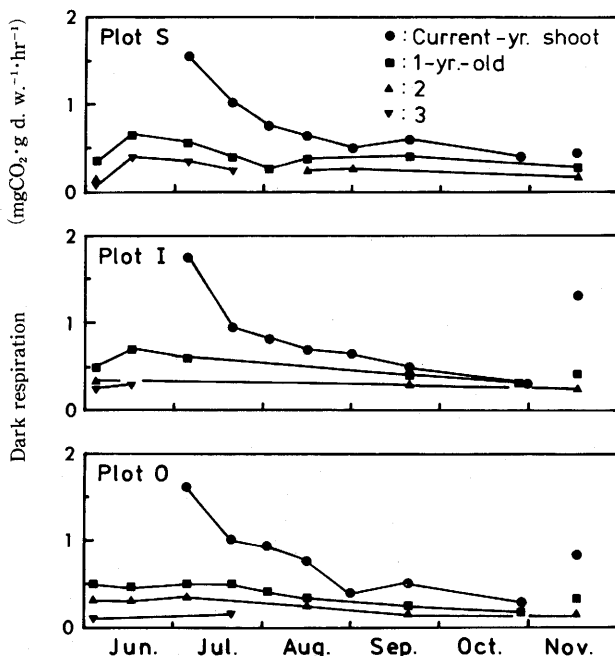 Plot S
● : Current-yr. shoot
■ : 1-yr.-old
▲ : 2
▼ : 3
2
1
0
(mgCO₂·g d. w.⁻¹·hr⁻¹)
Plot I
2
1
0
Dark respiration
Plot O
2
1
0
Jun. Jul. Aug. Sep. Oct. Nov.